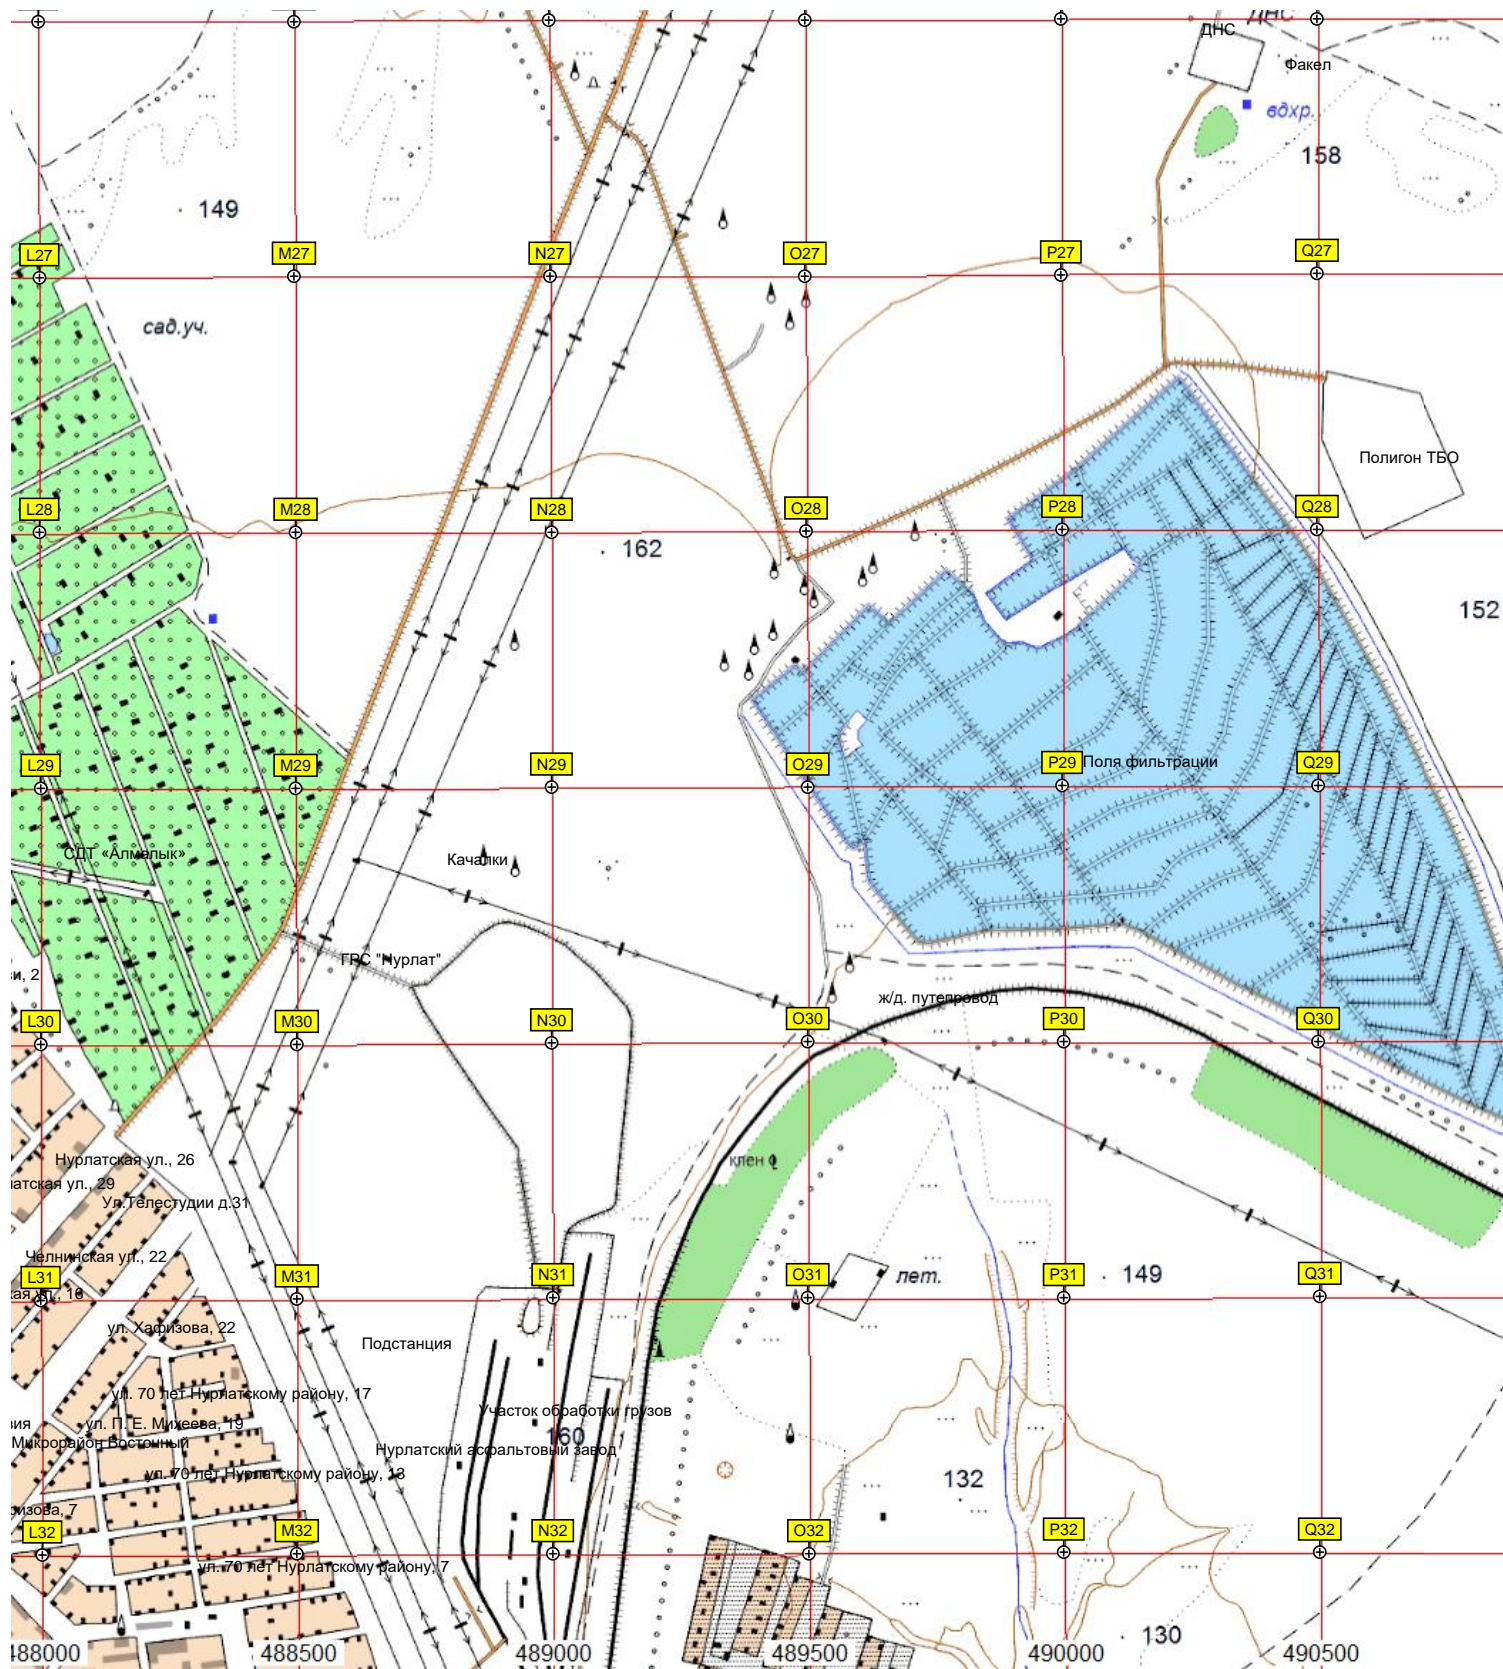 ДНС
ДНС
Факел
вдхр.
158
149
L27
M27
N27
O27
P27
Q27
сад.уч.
Полигон ТБО
L28
M28
N28
O28
P28
Q28
162
152
L29
M29
N29
O29
P29
Поля фильтрации
Q29
СДТ «Алмалык»
Качалки
ГРС "Нурлат"
и, 2
ж/д. путепровод
L30
M30
N30
O30
P30
Q30
Нурлатская ул., 26
клен
латская ул., 29
Ул.Телестудии д.31
Челнинская ул., 22
L31
M31
N31
O31
лет.
P31
149
Q31
кая ул., 16
ул. Хафизова, 22
Подстанция
ул. 70 лет Нурлатскому району, 17
Участок обработки грузов
ул. П. Е. Михеева, 19
160
Микрорайон Восточный
Нурлатский асфальтовый завод
ул. 70 лет Нурлатскому району, 13
132
изова, 7
L32
M32
N32
O32
P32
Q32
ул. 70 лет Нурлатскому району, 7
130
488000
488500
489000
489500
490000
490500